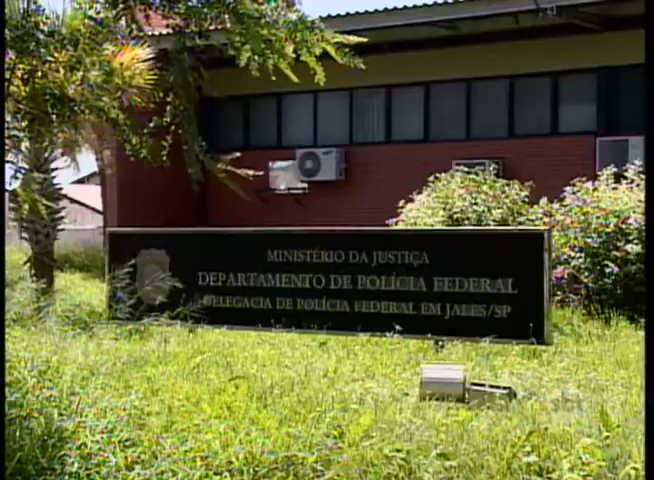 MINISTÉRIO DA JUSTIÇA
DEPARTAMENTO DE POLÍCIA FEDERAL
DELEGACIA DE POLÍCIA FEDERAL EM JALES/SP